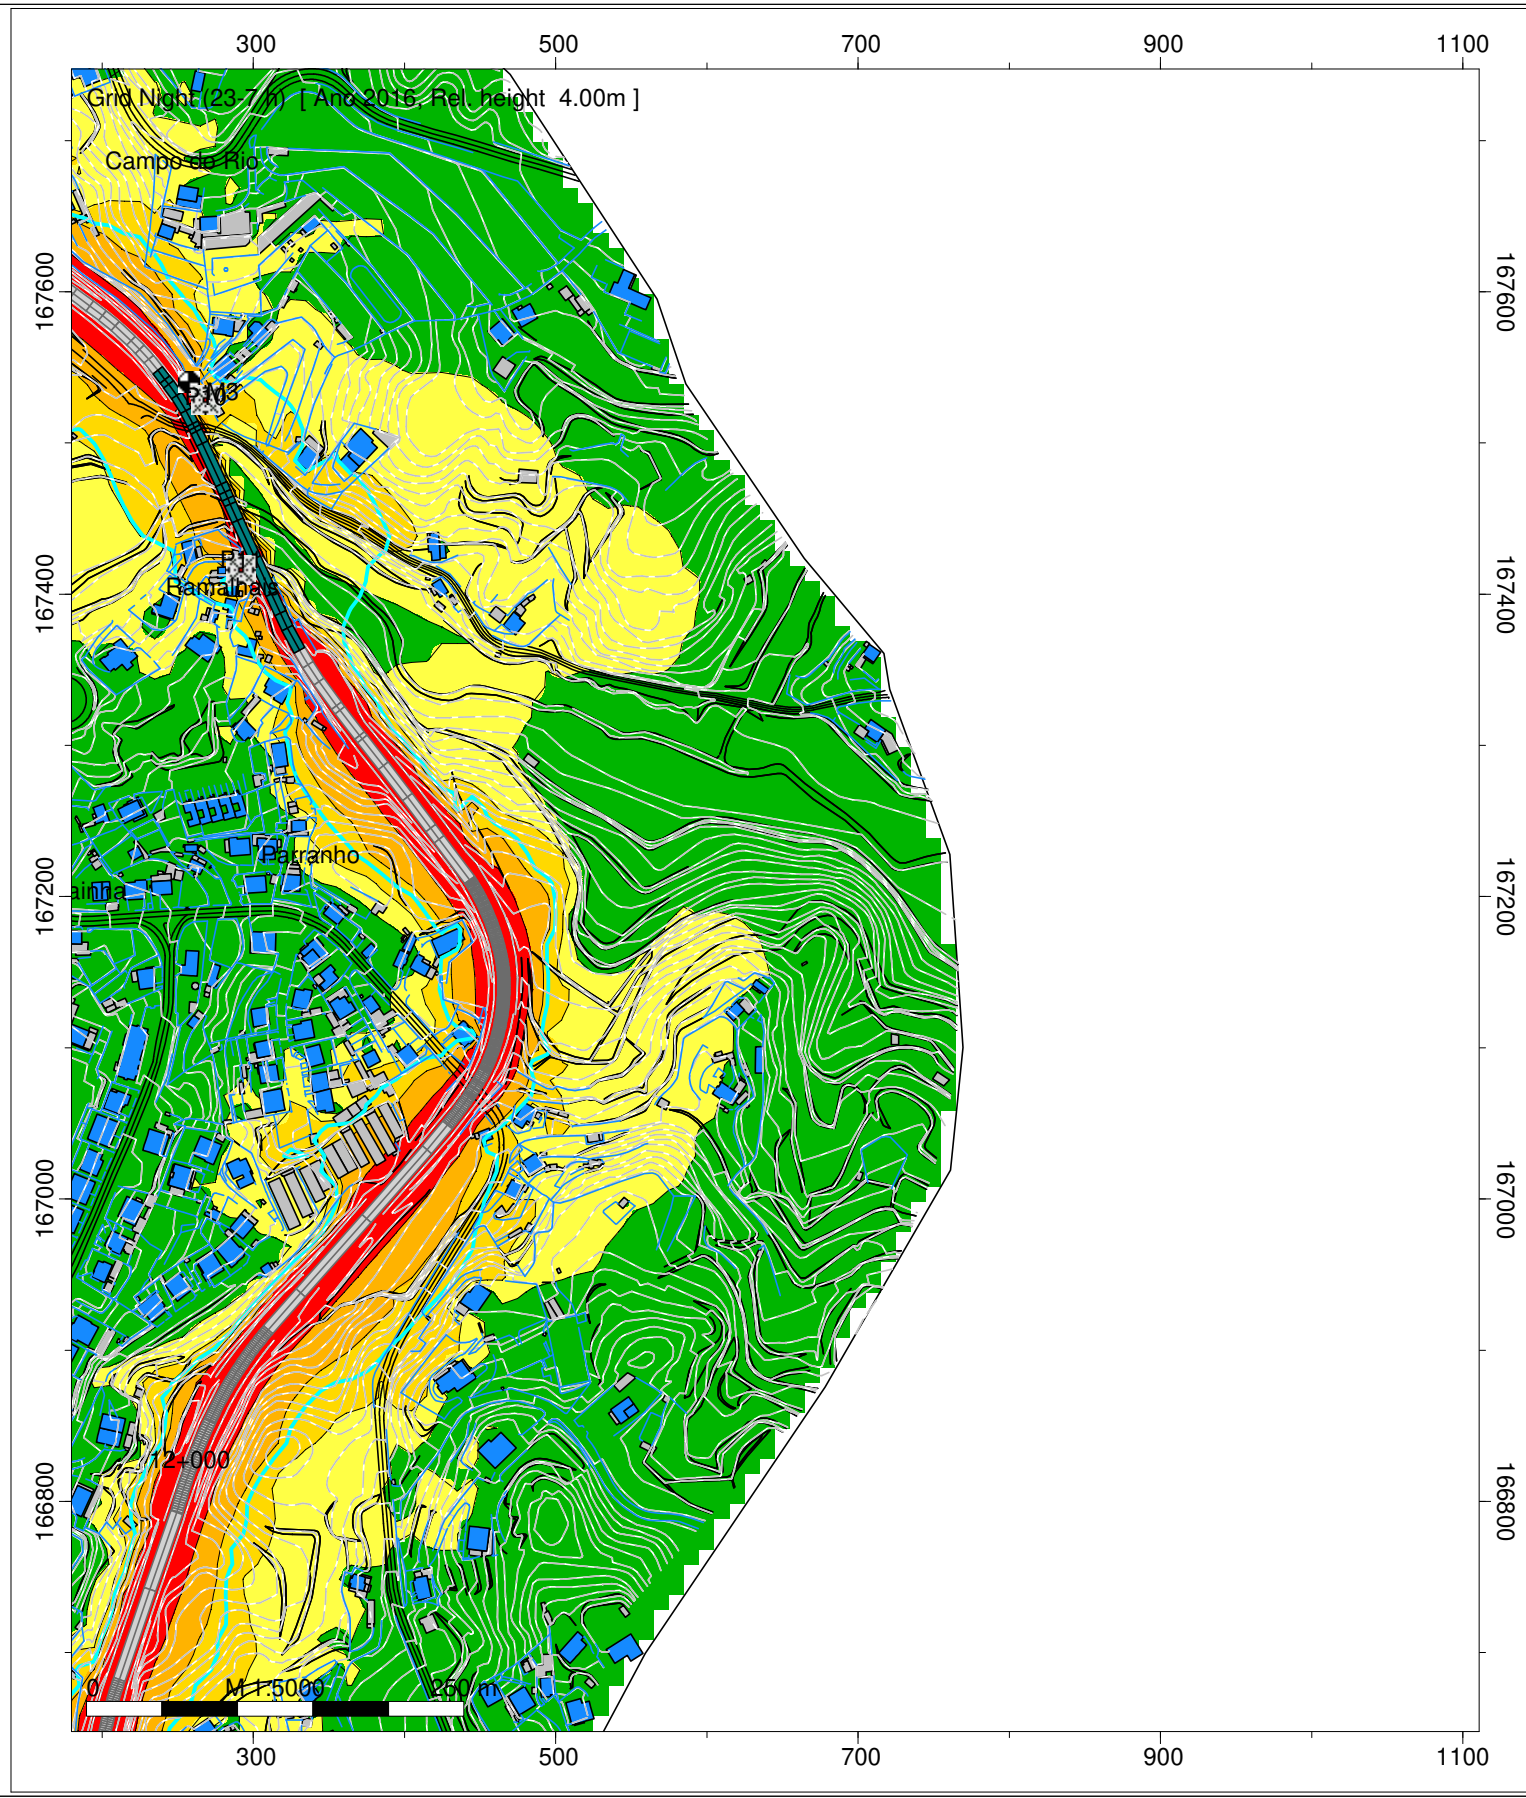 300 500 700 900 1100
Grid Night (23-7 h) [ Ano 2016, Rel. height 4.00m ]
Campo do Rio
167600 167600
M3
167400 167400
Ramalhais
Parranho
ainha
167200 167200
167000 167000
12+000
166800 166800
0 M 1:5000 250 m
300 500 700 900 1100